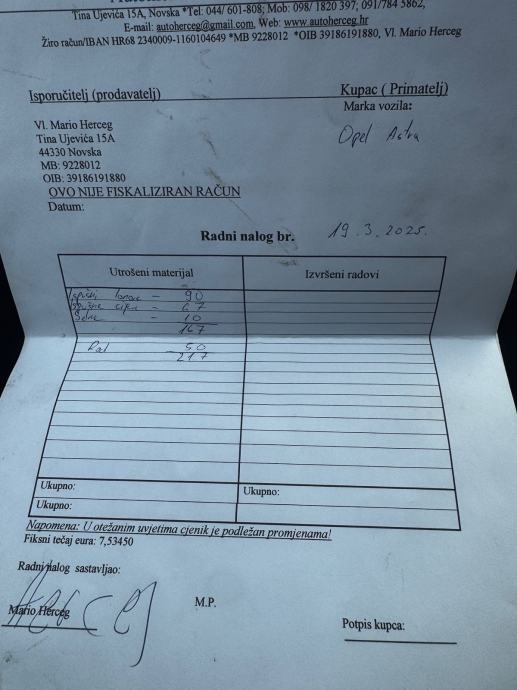 Tina Ujevića 15A, Novska *Tel: 044/ 601-808; Mob: 098/ 1820 397; 091/784 5862,
E-mail: autoherceg@gmail.com, Web: www.autoherceg.hr
Žiro račun/IBAN HR68 2340009-1160104649 *MB 9228012 *OIB 39186191880, Vl. Mario Herceg
Isporučitelj (prodavatelj)
Kupac ( Primatelj)
Marka vozila:
Opel Astra
Vl. Mario Herceg
Tina Ujevića 15A
44330 Novska
MB: 9228012
OIB: 39186191880
OVO NIJE FISKALIZIRAN RAČUN
Datum:
Radni nalog br. 19.3.2025.
Utrošeni materijal
Izvršeni radovi
- 90
- 67
- 10
167
Rad 50
217
Ukupno:
Ukupno:
Ukupno:
Napomena: U otežanim uvjetima cjenik je podležan promjenama!
Fiksni tečaj eura: 7,53450
Radni nalog sastavljao:
Mario Herceg
M.P.
Potpis kupca: